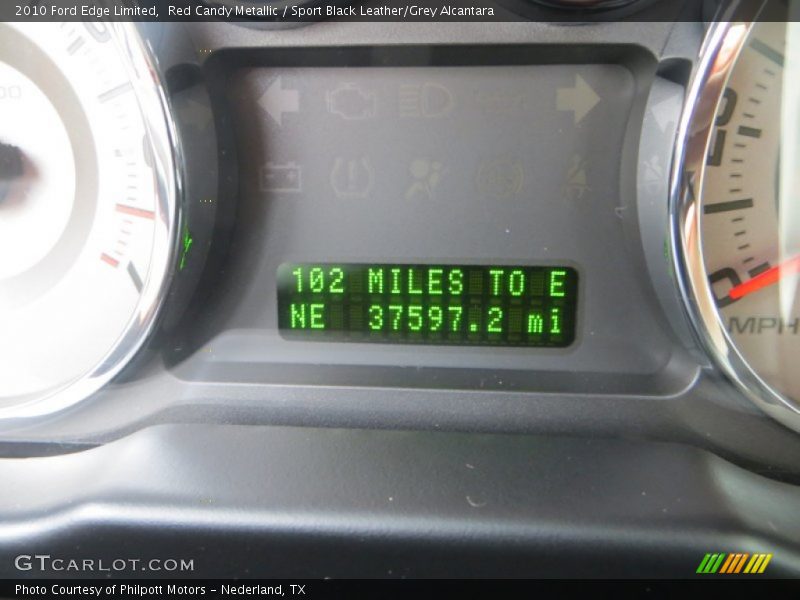 2010 Ford Edge Limited,  Red Candy Metallic / Sport Black Leather/Grey Alcantara
102 MILES TO E
NE 37597.2 mi
0
MPH
GTCARLOT.COM
Photo Courtesy of Philpott Motors – Nederland, TX